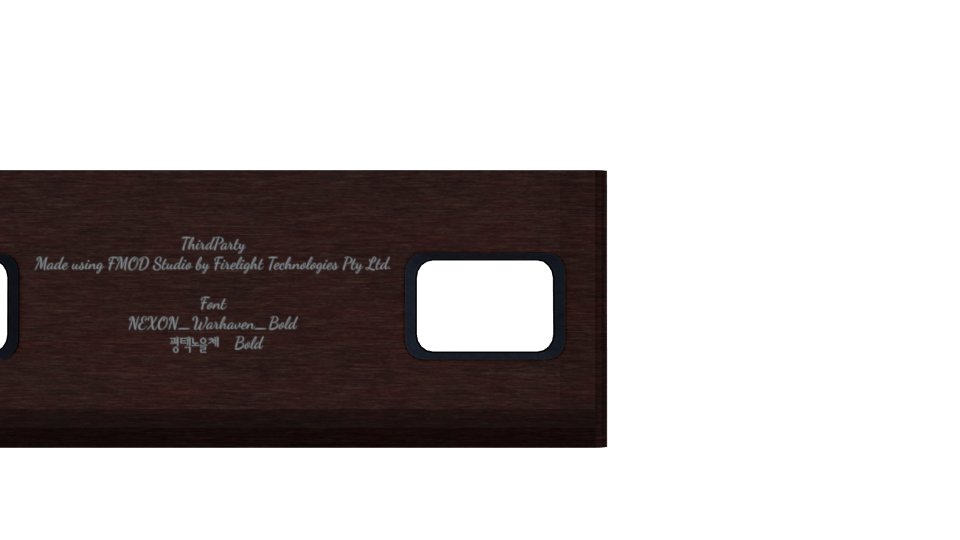 ThirdParty
Made using FMOD Studio by Firelight Technologies Pty Ltd.
Font
NEXON_Warhaven_Bold
평택노을체 Bold